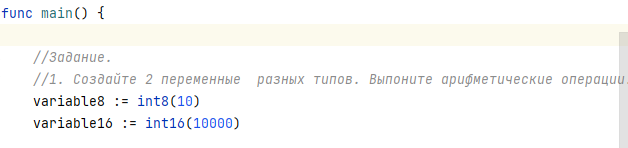 func main() {
//Задание.
//1. Создайте 2 переменные  разных типов. Выпоните арифметические операции.
variable8 := int8(10)
variable16 := int16(10000)